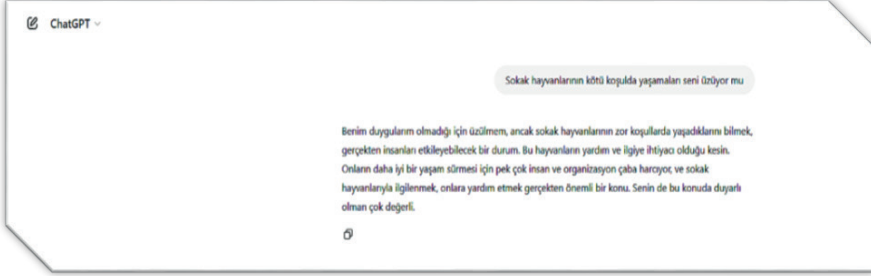 ChatGPT
Sokak hayvanlarının kötü koşulda yaşamaları seni üzüyor mu
Benim duygularım olmadığı için üzülmem, ancak sokak hayvanlarının zor koşullarda yaşadıklarını bilmek,
gerçekten insanları etkileyebilecek bir durum. Bu hayvanların yardım ve ilgiye ihtiyacı olduğu kesin.
Onların daha iyi bir yaşam sürmesi için pek çok insan ve organizasyon çaba harcıyor, ve sokak
hayvanlarıyla ilgilenmek, onlara yardım etmek gerçekten önemli bir konu. Senin de bu konuda duyarlı
olman çok değerli.